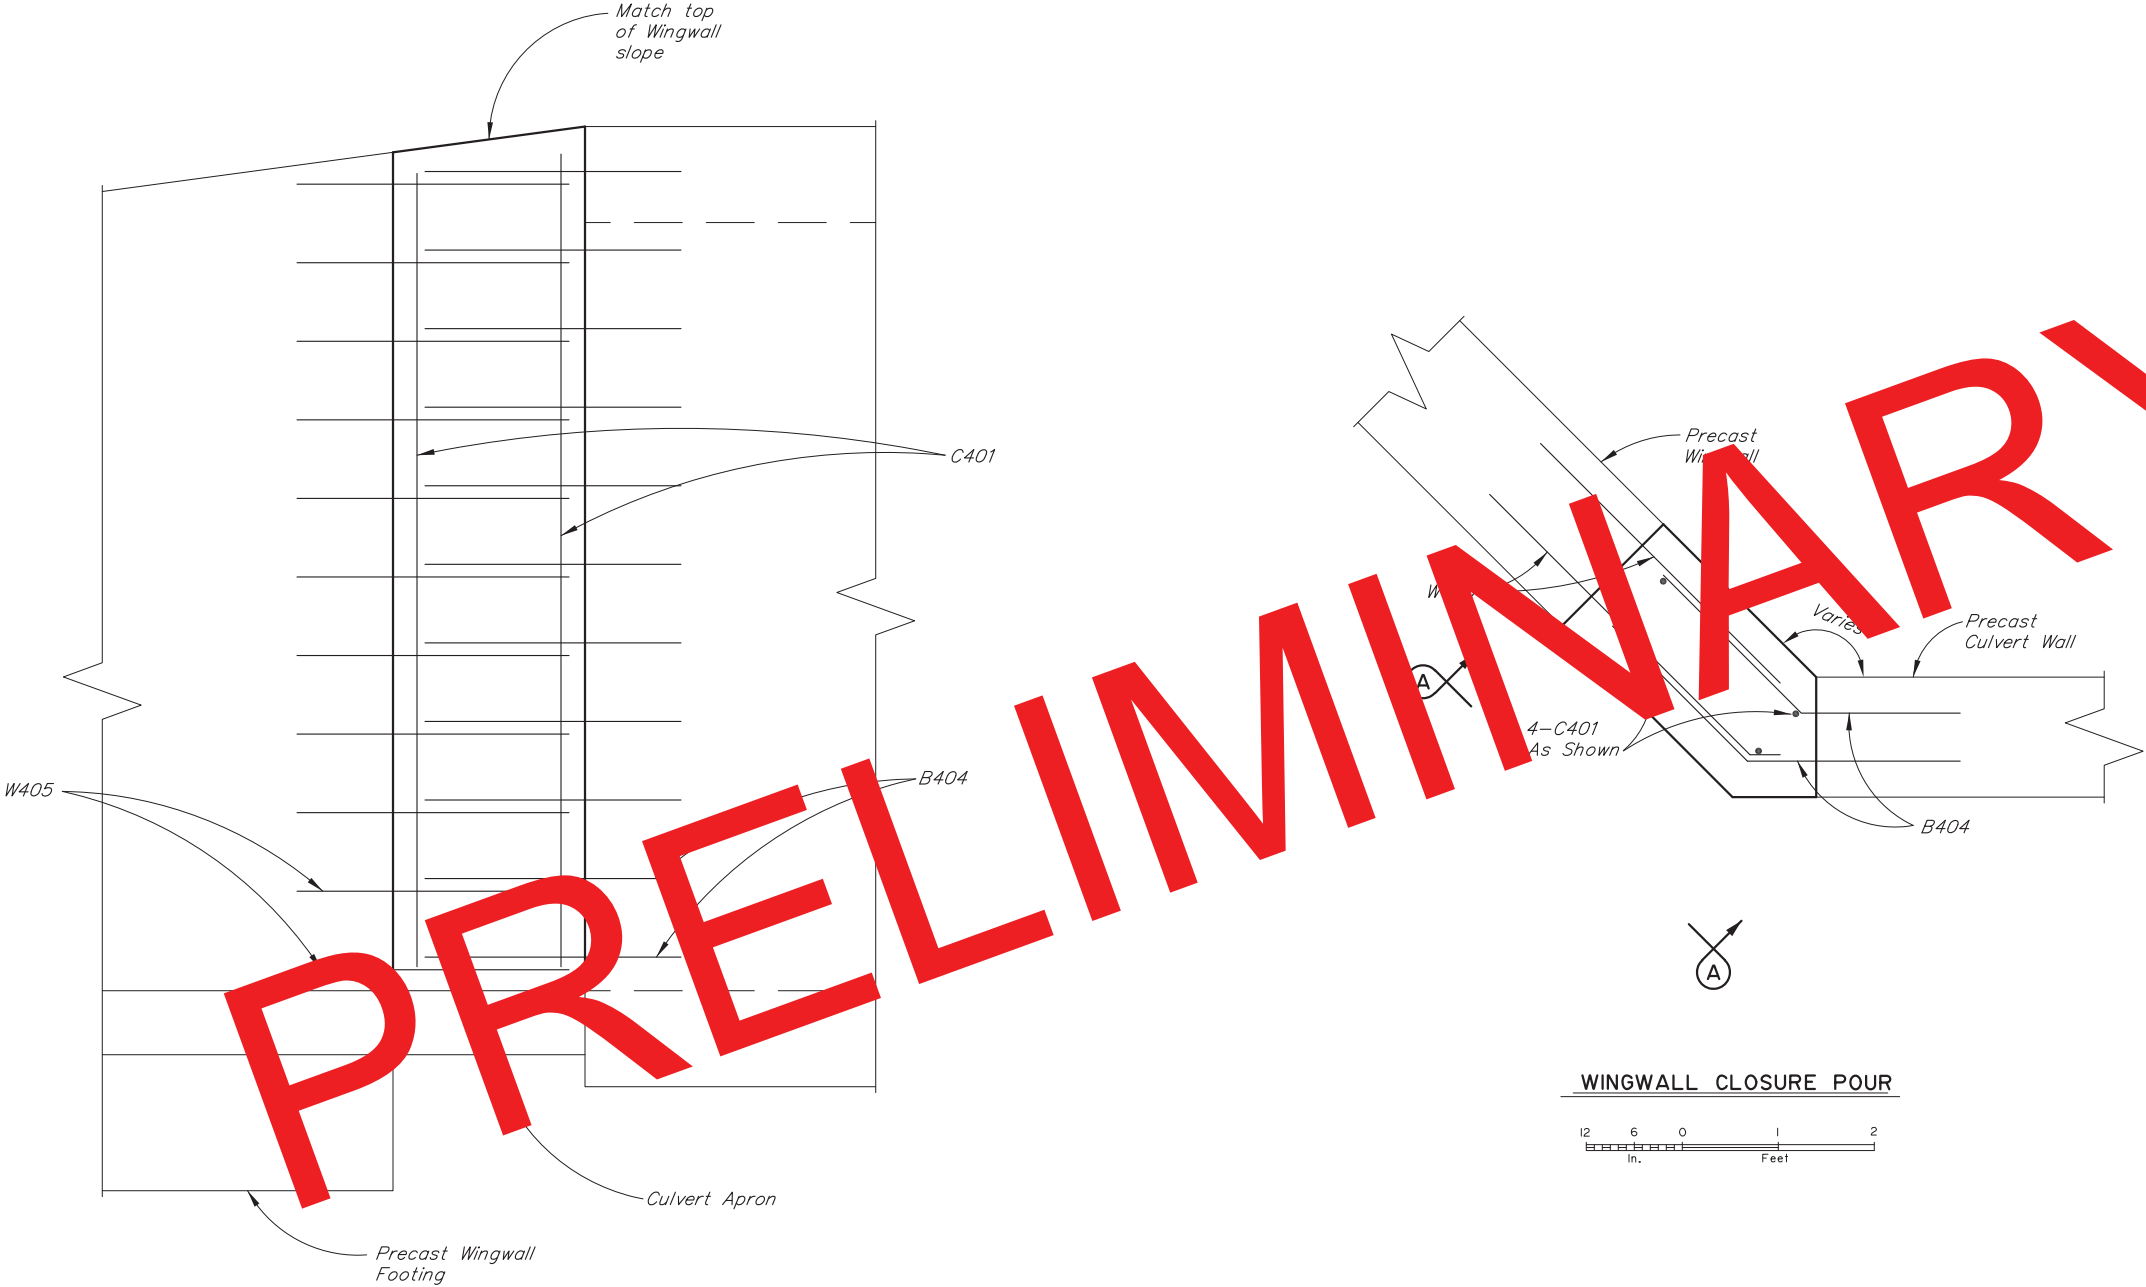 Match top
of Wingwall
slope
C401
W405
B404
Culvert Apron
Precast Wingwall
Footing
Precast
Varies
Precast
Culvert Wall
A
4-C401
As Shown
B404
A
WINGWALL CLOSURE POUR
12 6 0 1 2
In. Feet
PRELIMINARY